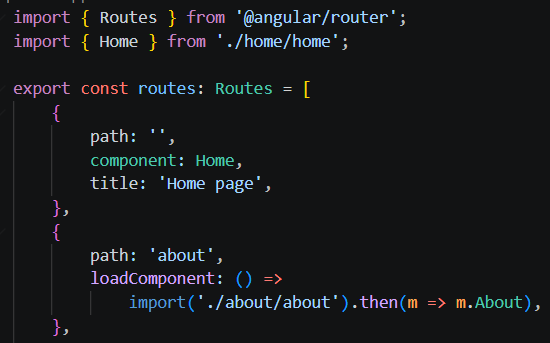 import { Routes } from '@angular/router';
import { Home } from './home/home';
export const routes: Routes = [
{
path: '',
component: Home,
title: 'Home page',
},
{
path: 'about',
loadComponent: () =>
import('./about/about').then(m => m.About),
},